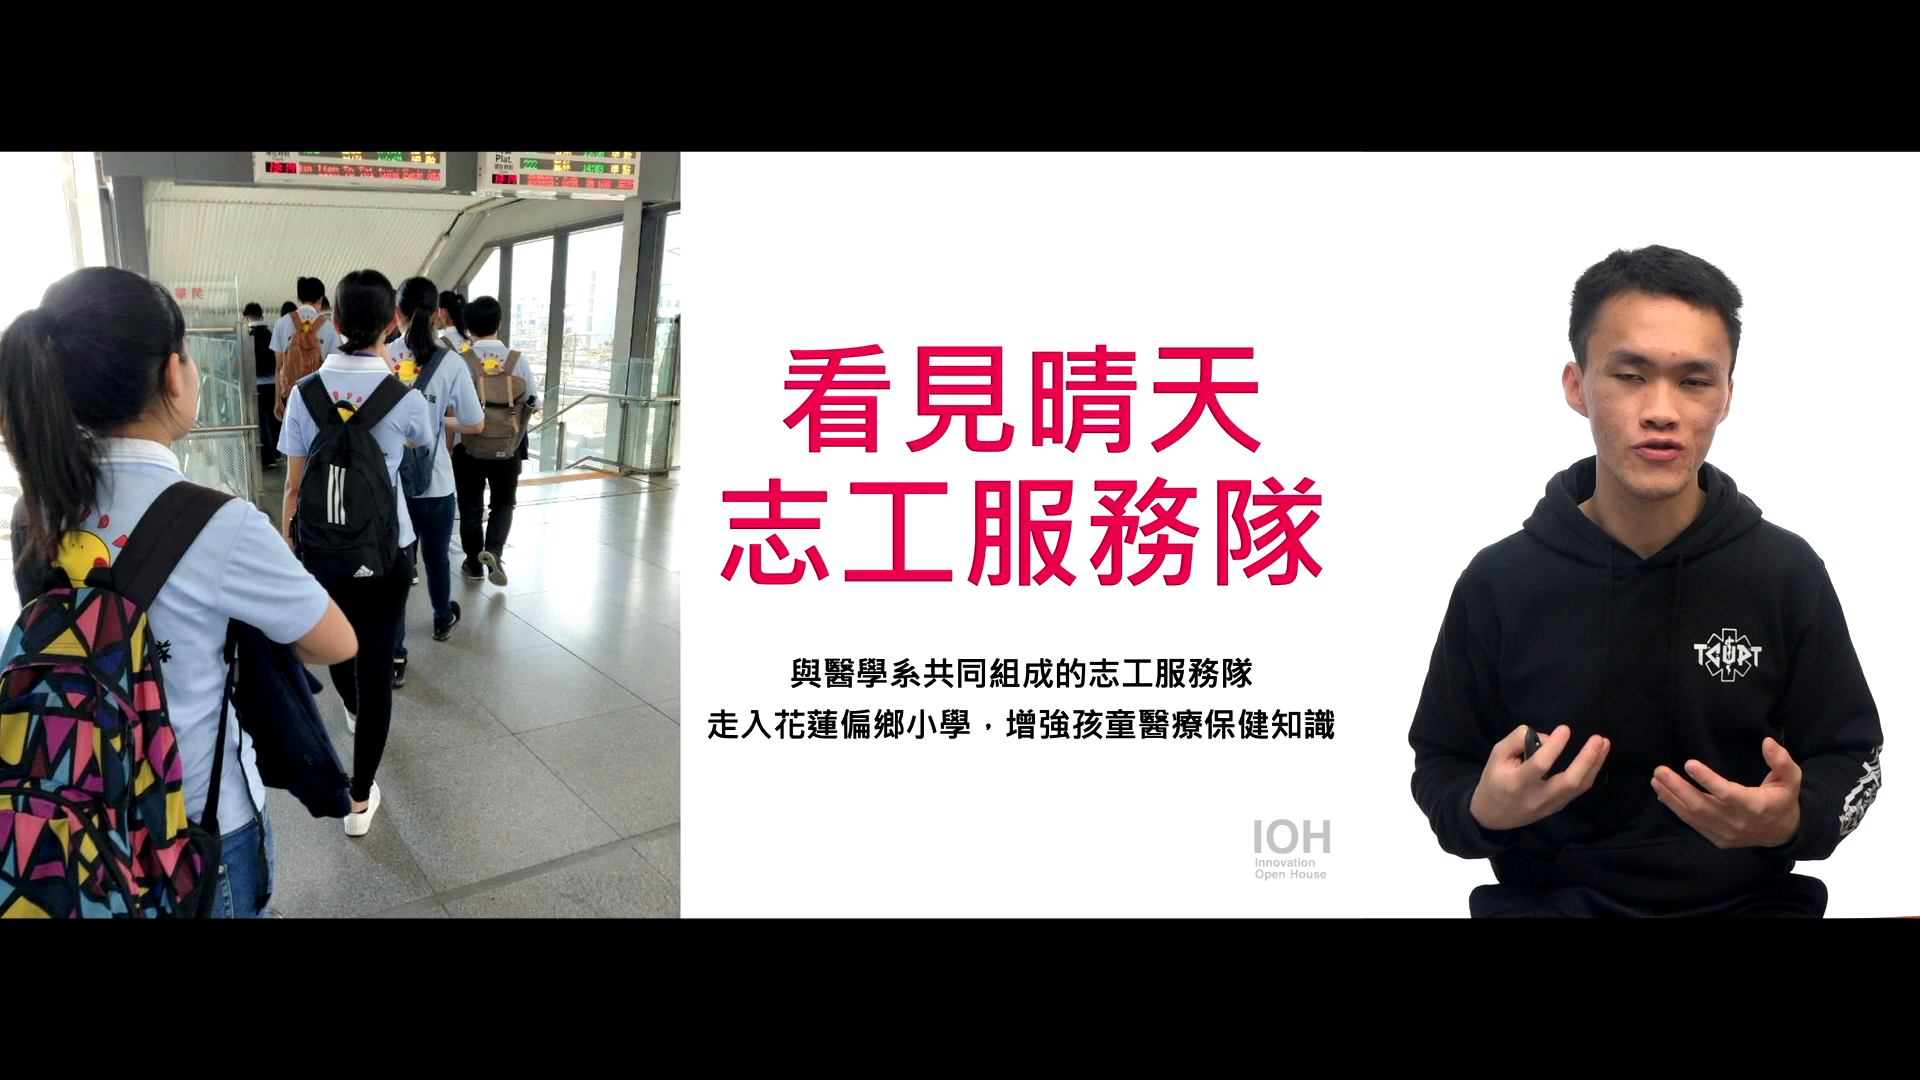 Plat.
看見晴天
志工服務隊
與醫學系共同組成的志工服務隊
走入花蓮偏鄉小學，增強孩童醫療保健知識
TCUPT
IOH
Innovation
Open House